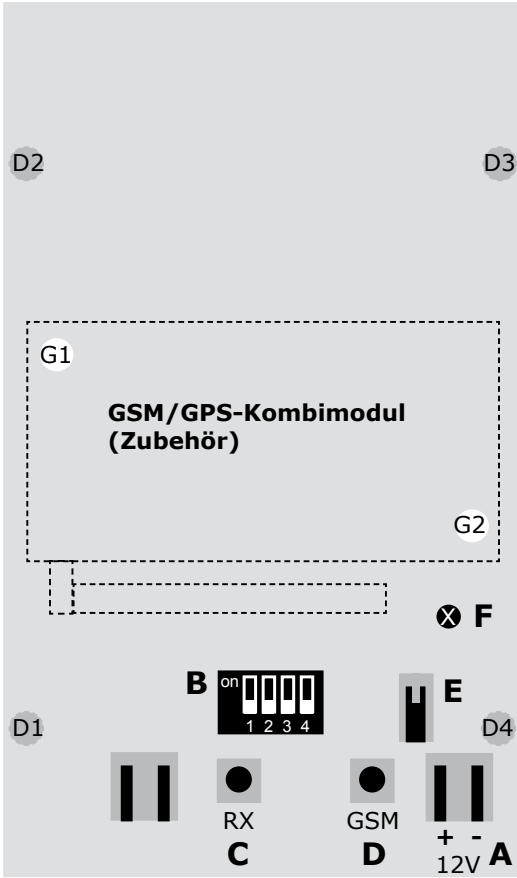 D2
D3
G1
GSM/GPS-Kombimodul
(Zubehör)
G2
X F
B
on
1 2 3 4
E
D1
D4
RX
GSM
+ -
C
D
12V A